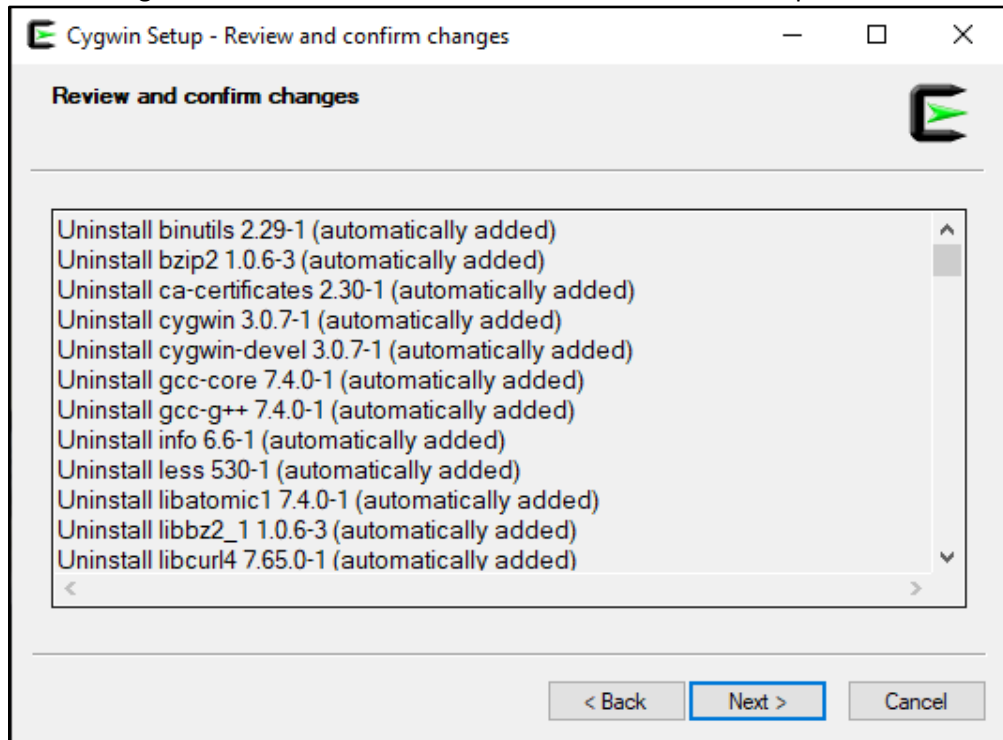 Cygwin Setup - Review and confirm changes
Review and confirm changes
Uninstall binutils 2.29-1 (automatically added)
Uninstall bzip2 1.0.6-3 (automatically added)
Uninstall ca-certificates 2.30-1 (automatically added)
Uninstall cygwin 3.0.7-1 (automatically added)
Uninstall cygwin-devel 3.0.7-1 (automatically added)
Uninstall gcc-core 7.4.0-1 (automatically added)
Uninstall gcc-g++ 7.4.0-1 (automatically added)
Uninstall info 6.6-1 (automatically added)
Uninstall less 530-1 (automatically added)
Uninstall libatomic1 7.4.0-1 (automatically added)
Uninstall libbz2_1 1.0.6-3 (automatically added)
Uninstall libcurl4 7.65.0-1 (automatically added)
< Back Next > Cancel